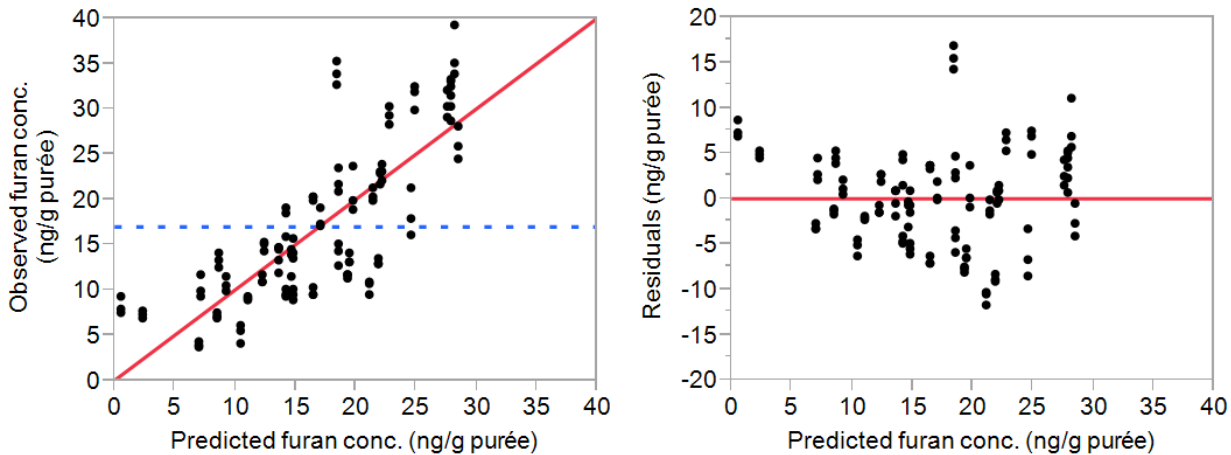 40
35
30
25
20
15
10
5
0
Observed furan conc.
(ng/g purée)
0 5 10 15 20 25 30 35 40
Predicted furan conc. (ng/g purée)
20
15
10
5
0
-5
-10
-15
-20
Residuals (ng/g purée)
0 5 10 15 20 25 30 35 40
Predicted furan conc. (ng/g purée)